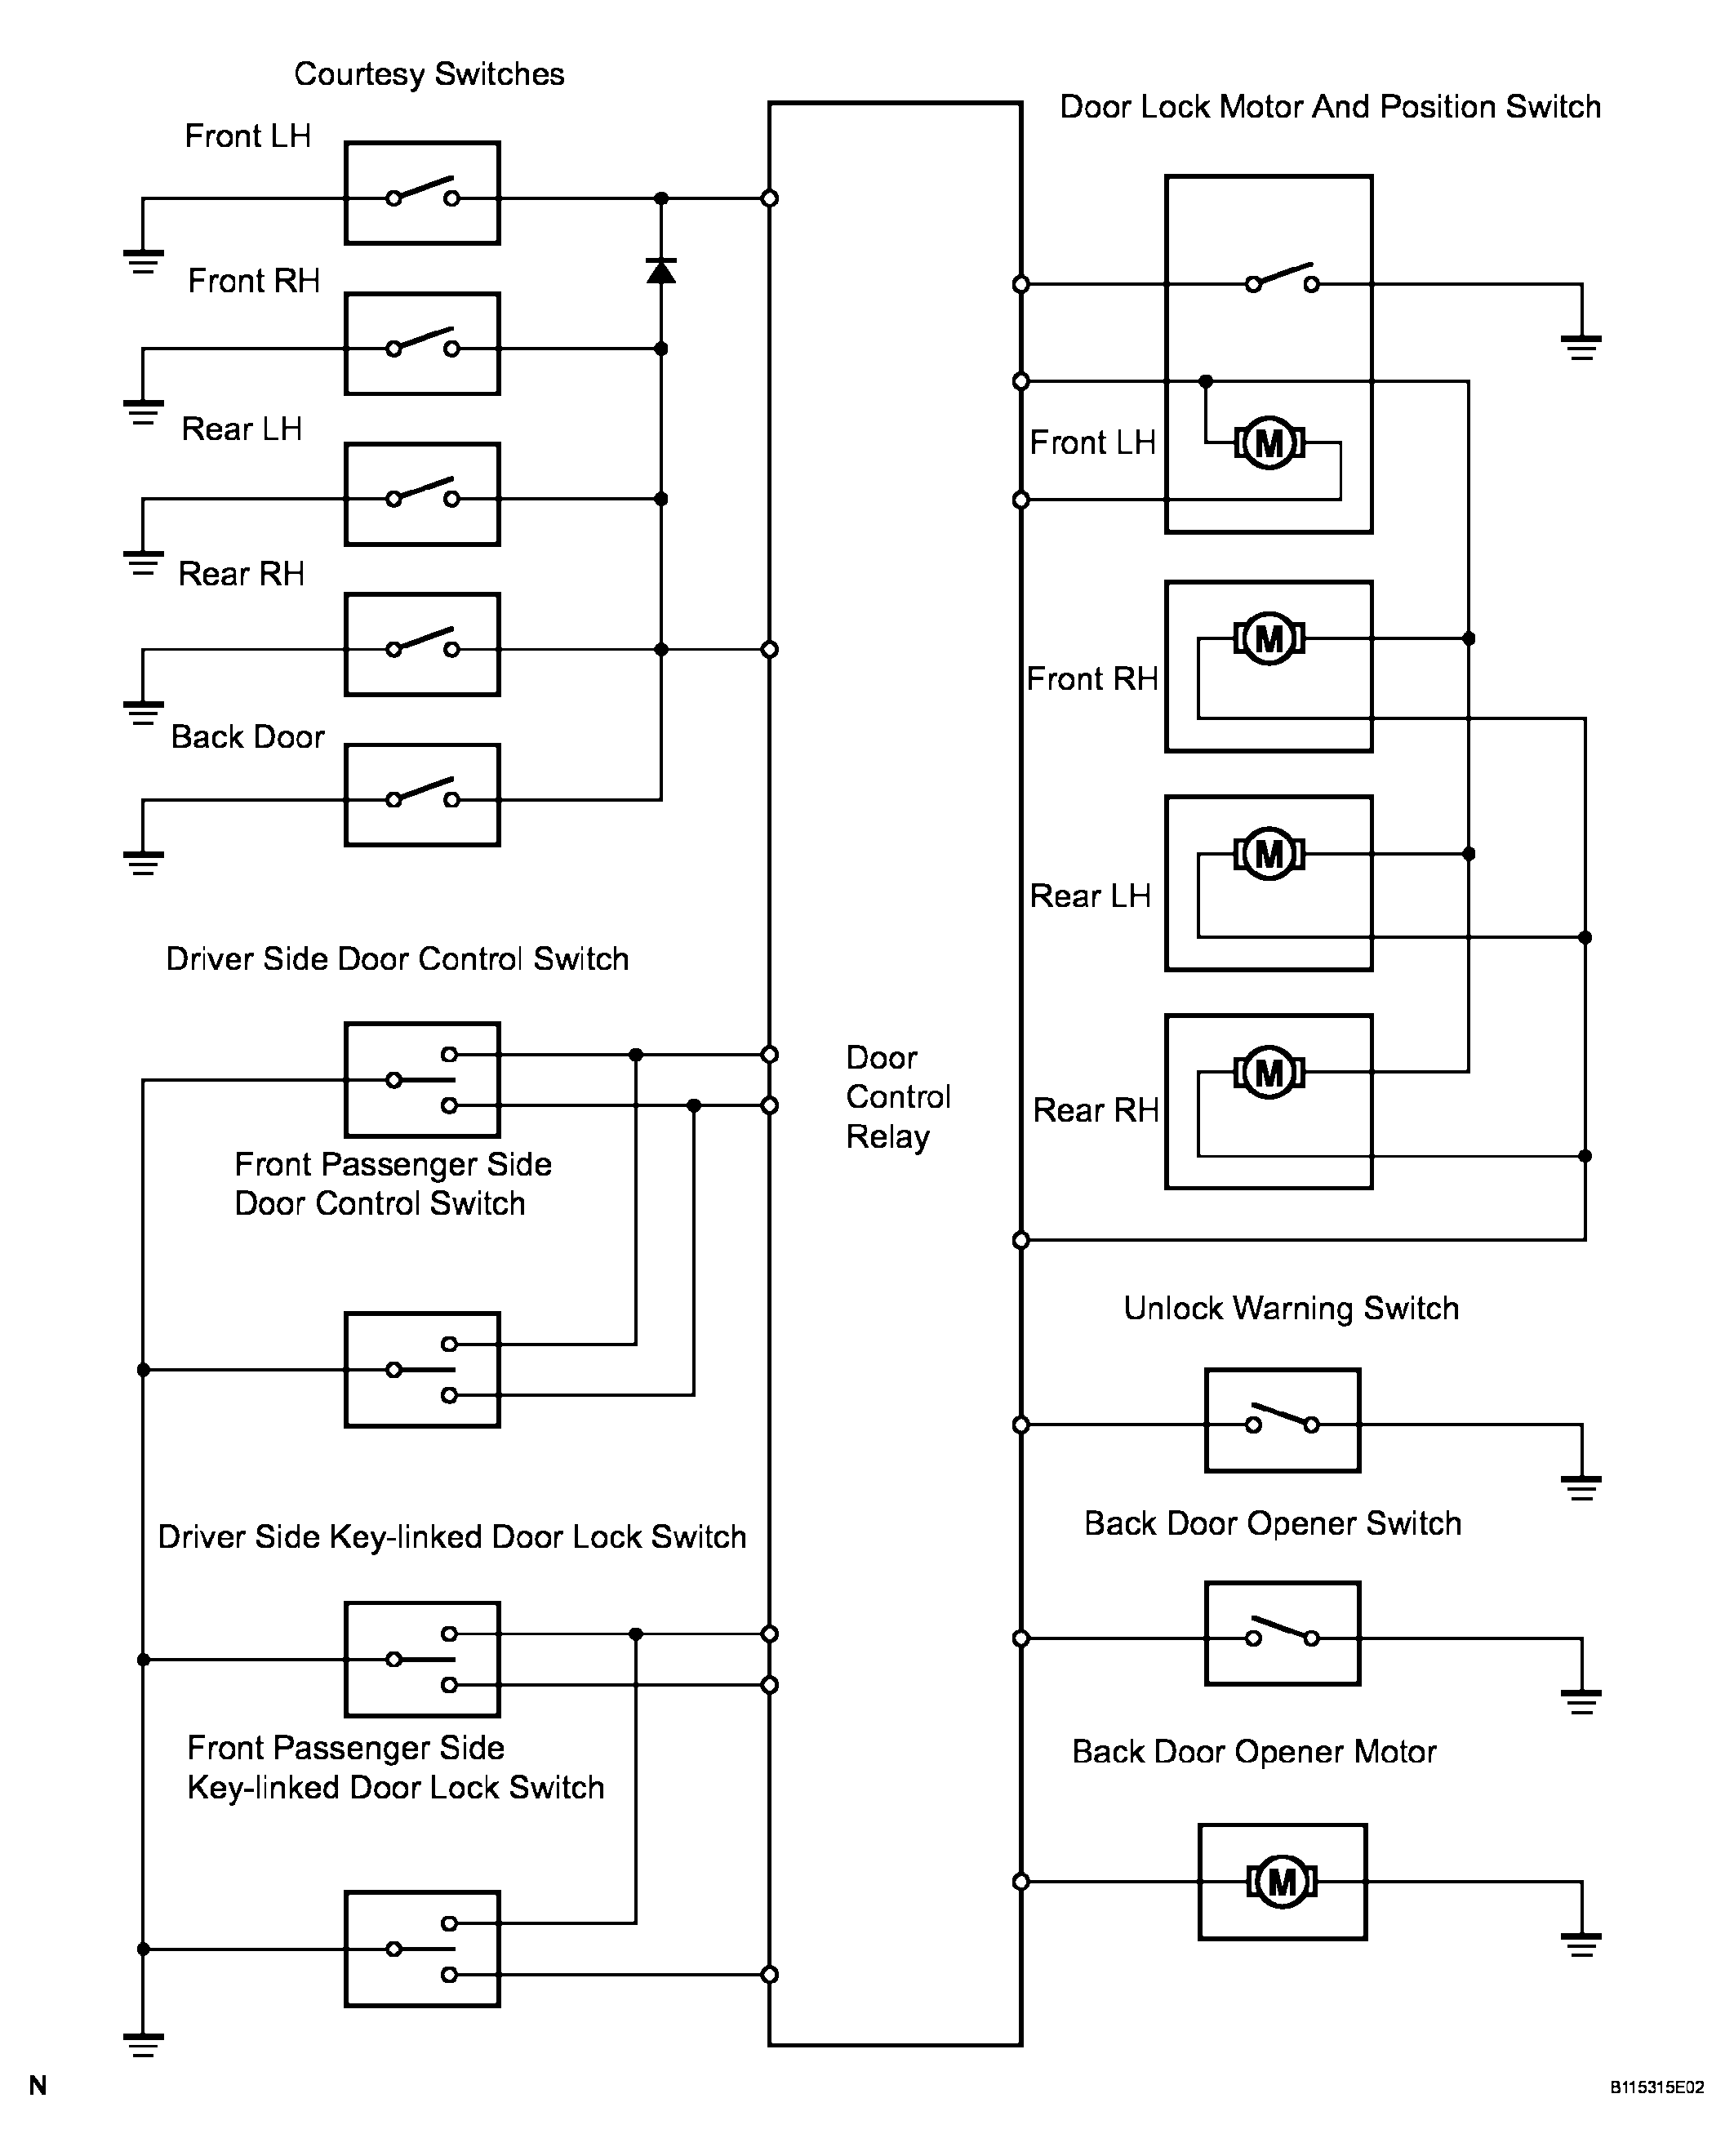 Courtesy Switches
Front LH
Front RH
Rear LH
Rear RH
Back Door
Driver Side Door Control Switch
Front Passenger Side
Door Control Switch
Driver Side Key-linked Door Lock Switch
Front Passenger Side
Key-linked Door Lock Switch
Door
Control
Relay
Door Lock Motor And Position Switch
Front LH
M
Front RH
M
Rear LH
M
Rear RH
M
Unlock Warning Switch
Back Door Opener Switch
Back Door Opener Motor
M
N
B115315E02